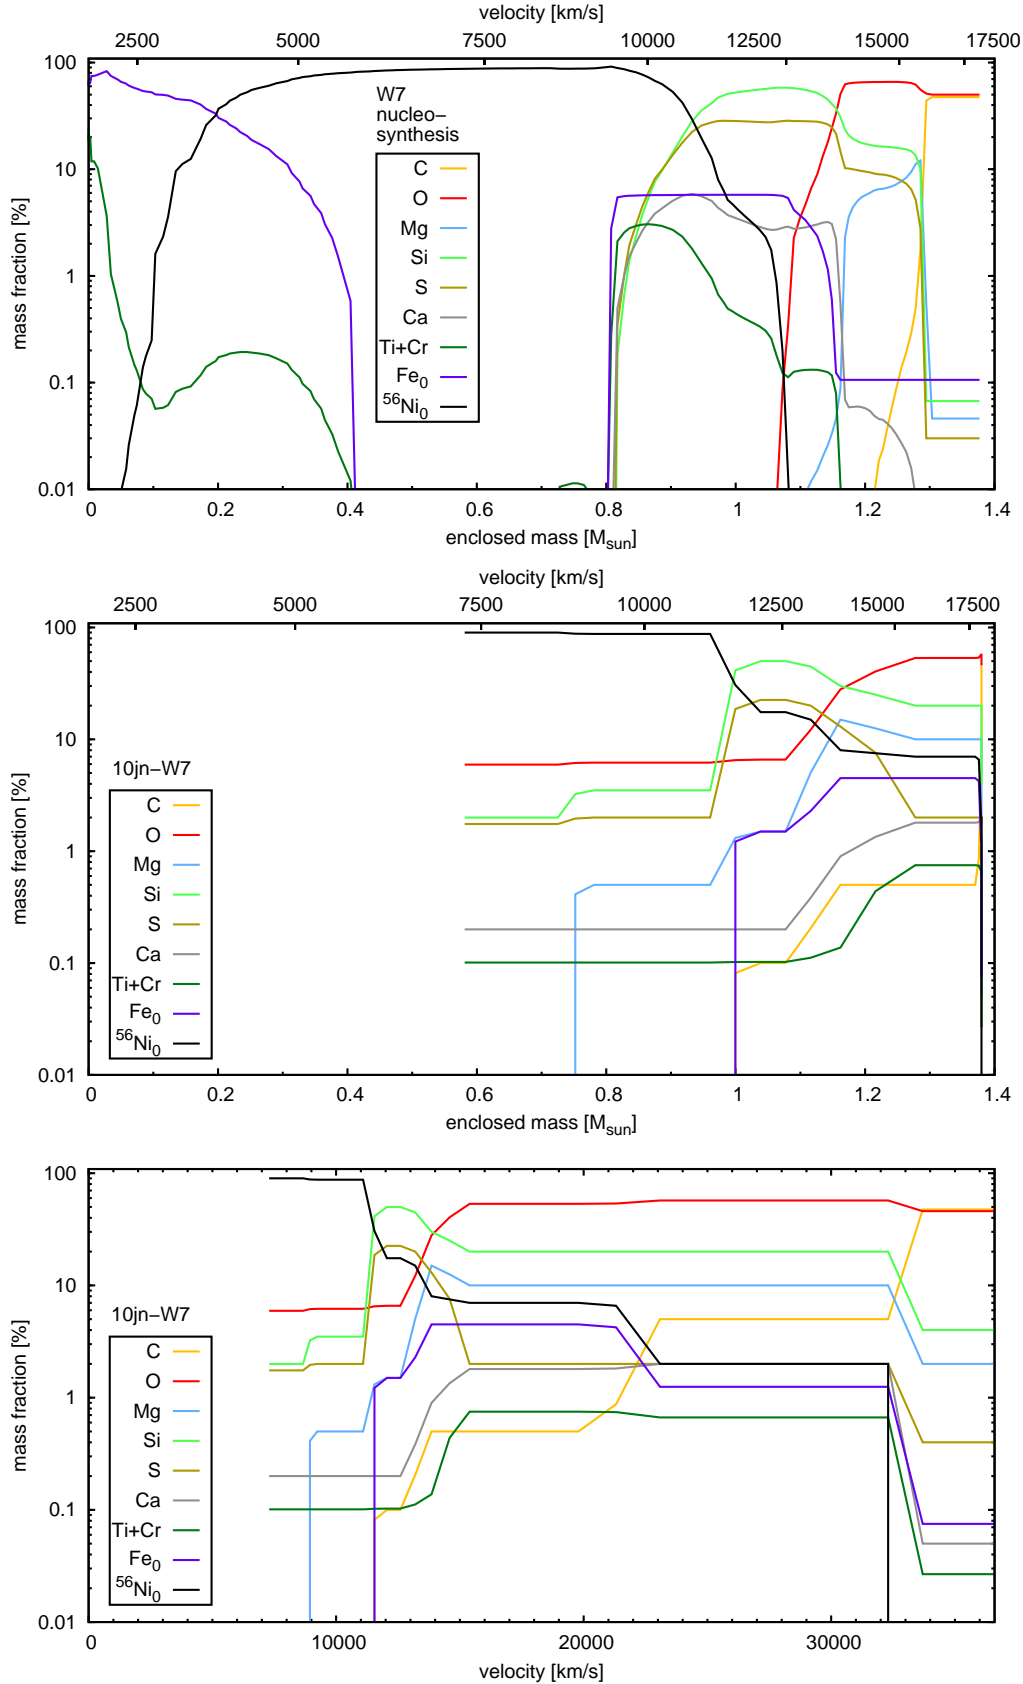 velocity [km/s]
2500 5000 7500 10000 12500 15000 17500
100
10
1
0.1
0.01
mass fraction [%]
W7
nucleo-
synthesis
C
O
Mg
Si
S
Ca
Ti+Cr
Fe0
56Ni0
0 0.2 0.4 0.6 0.8 1 1.2 1.4
enclosed mass [Msun]
velocity [km/s]
2500 5000 7500 10000 12500 15000 17500
100
10
1
0.1
0.01
mass fraction [%]
10jn-W7
C
O
Mg
Si
S
Ca
Ti+Cr
Fe0
56Ni0
0 0.2 0.4 0.6 0.8 1 1.2 1.4
enclosed mass [Msun]
100
10
1
0.1
0.01
mass fraction [%]
10jn-W7
C
O
Mg
Si
S
Ca
Ti+Cr
Fe0
56Ni0
0 10000 20000 30000
velocity [km/s]